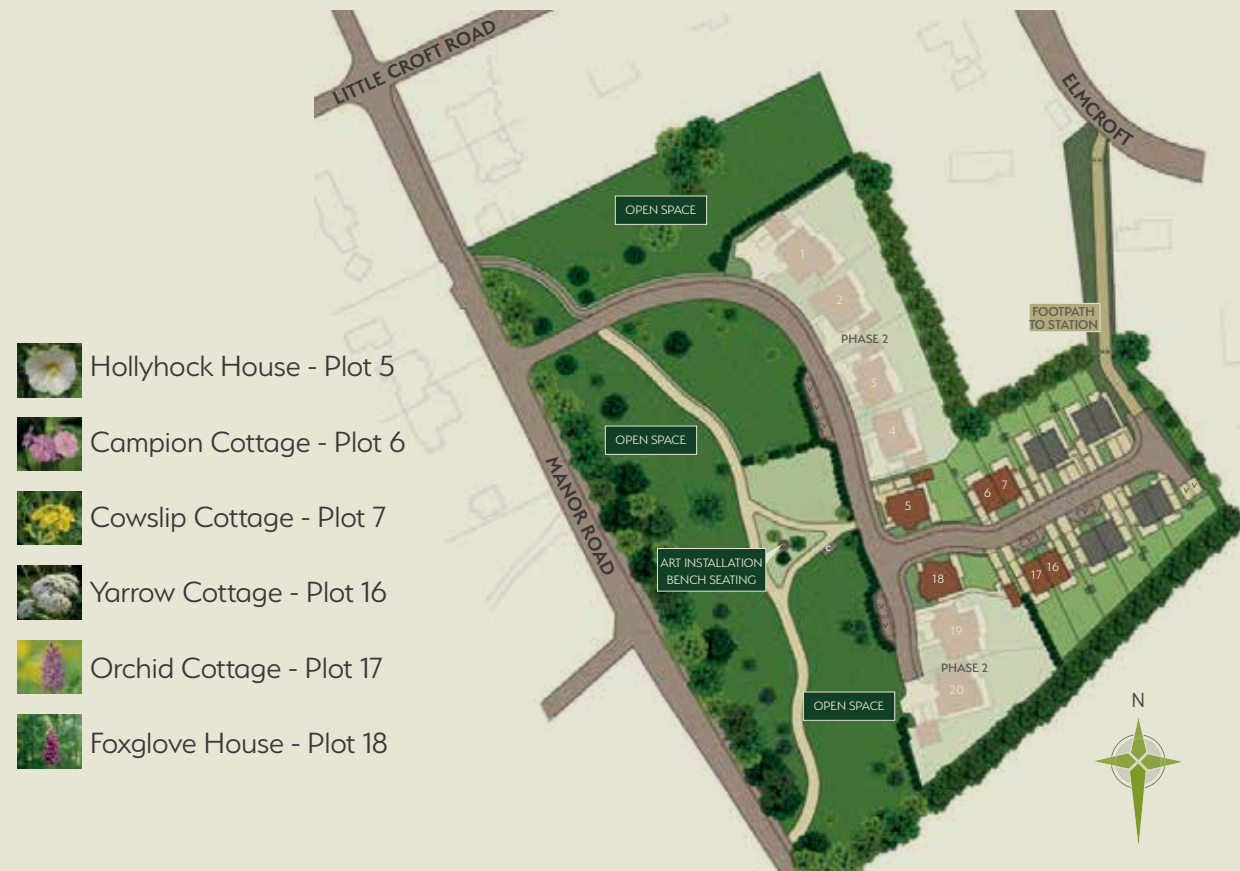 LITTLE CROFT ROAD
ELMCROFT
OPEN SPACE
1
2
FOOTPATH
TO STATION
PHASE 2
Hollyhock House - Plot 5
3
Campion Cottage - Plot 6
OPEN SPACE
4
MANOR ROAD
6
7
5
Cowslip Cottage - Plot 7
V
V
V
V
C
ART INSTALLATION
BENCH SEATING
18
17
16
Yarrow Cottage - Plot 16
19
Orchid Cottage - Plot 17
PHASE 2
20
OPEN SPACE
N
Foxglove House - Plot 18